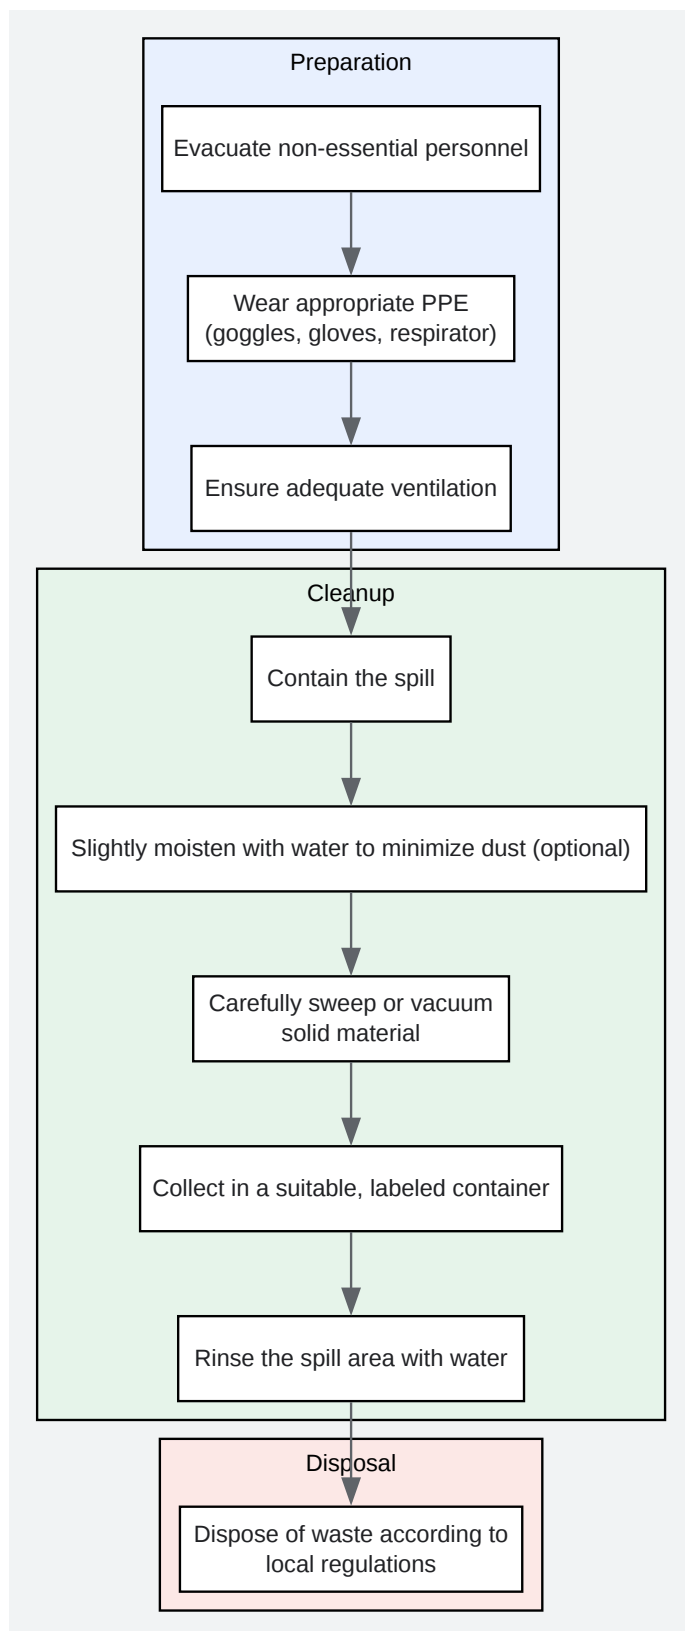 Preparation
Evacuate non-essential personnel
Wear appropriate PPE
(goggles, gloves, respirator)
Ensure adequate ventilation
Cleanup
Contain the spill
Slightly moisten with water to minimize dust (optional)
Carefully sweep or vacuum
solid material
Collect in a suitable, labeled container
Rinse the spill area with water
Disposal
Dispose of waste according to
local regulations